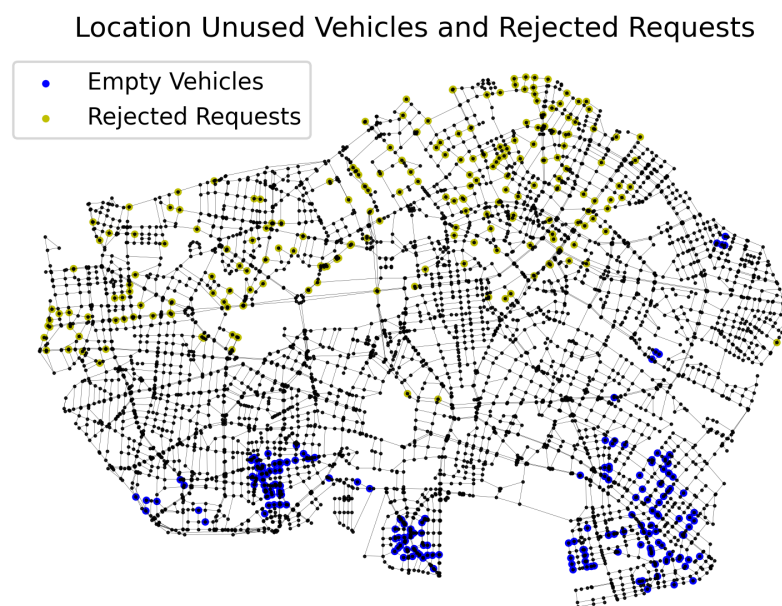 Location Unused Vehicles and Rejected Requests
Empty Vehicles
Rejected Requests